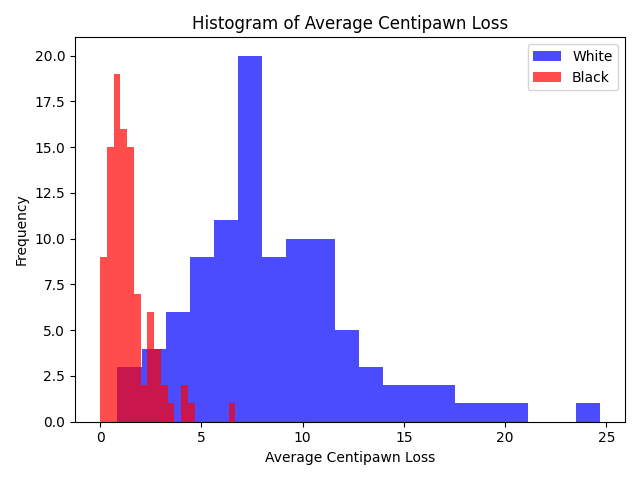 Histogram of Average Centipawn Loss
White
Black
Frequency
20.0
17.5
15.0
12.5
10.0
7.5
5.0
2.5
0.0
0 5 10 15 20 25
Average Centipawn Loss